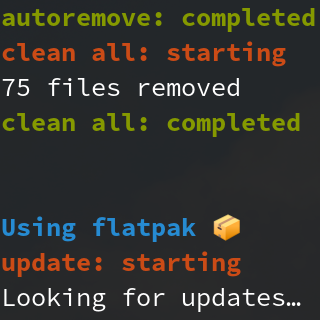 autoremove: completed
clean all: starting
75 files removed
clean all: completed
Using flatpak 📦
update: starting
Looking for updates…